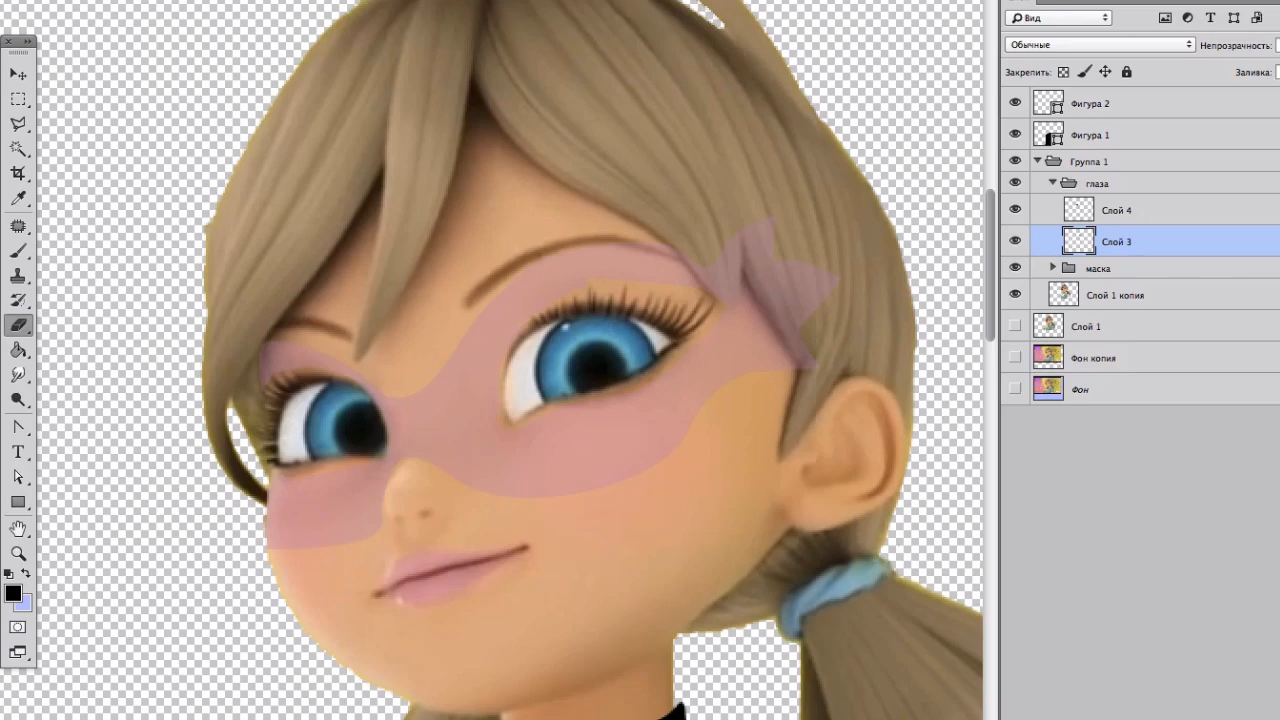 Вид
T
Обычные
Непрозрачность:
Закрепить:
Заливка:
Фигура 2
Фигура 1
Группа 1
глаза
Слой 4
Слой 3
маска
Слой 1 копия
Слой 1
Фон копия
Фон
T